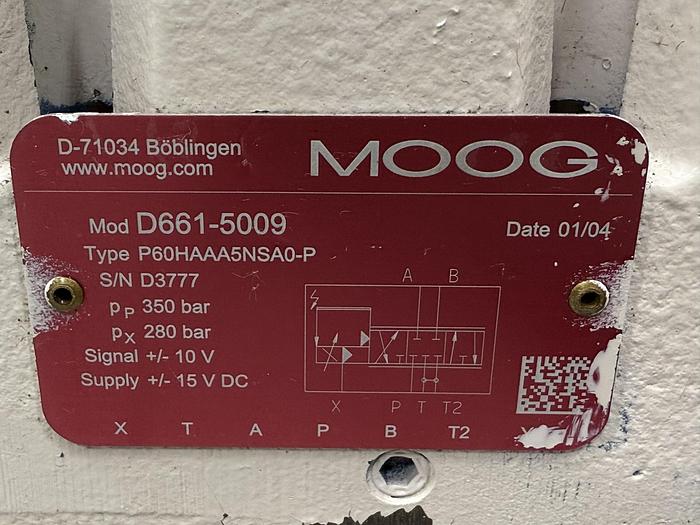 D-71034 Böblingen
www.moog.com
MOOG
Mod D661-5009
Date 01/04
Type P60HAAA5NSA0-P
S/N D3777
pP 350 bar
pX 280 bar
Signal +/- 10 V
Supply +/- 15 V DC
A B
X P T T2
X T A P B T2